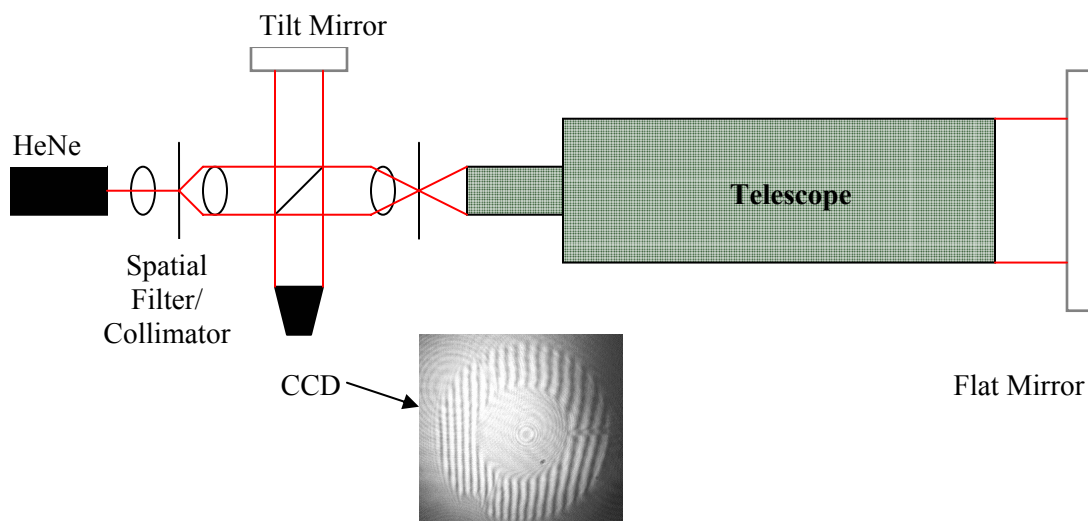 Tilt Mirror
HeNe
Telescope
Spatial
Filter/
Collimator
CCD
Flat Mirror